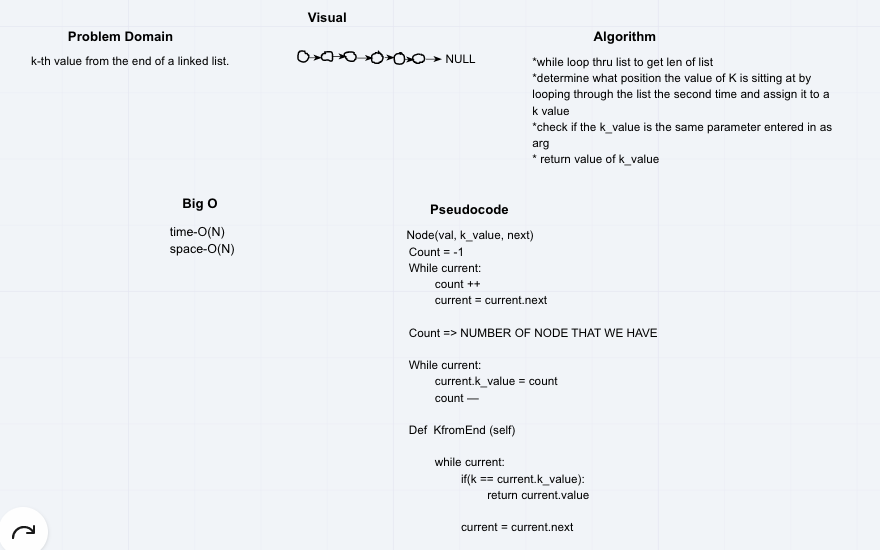 Visual
Problem Domain
k-th value from the end of a linked list.
NULL
Algorithm
*while loop thru list to get len of list
*determine what position the value of K is sitting at by
looping through the list the second time and assign it to a
k value
*check if the k_value is the same parameter entered in as
arg
* return value of k_value
Big O
time-O(N)
space-O(N)
Pseudocode
Node(val, k_value, next)
Count = -1
While current:
count ++
current = current.next
Count => NUMBER OF NODE THAT WE HAVE
While current:
current.k_value = count
count —
Def  KfromEnd (self)
while current:
if(k == current.k_value):
return current.value
current = current.next